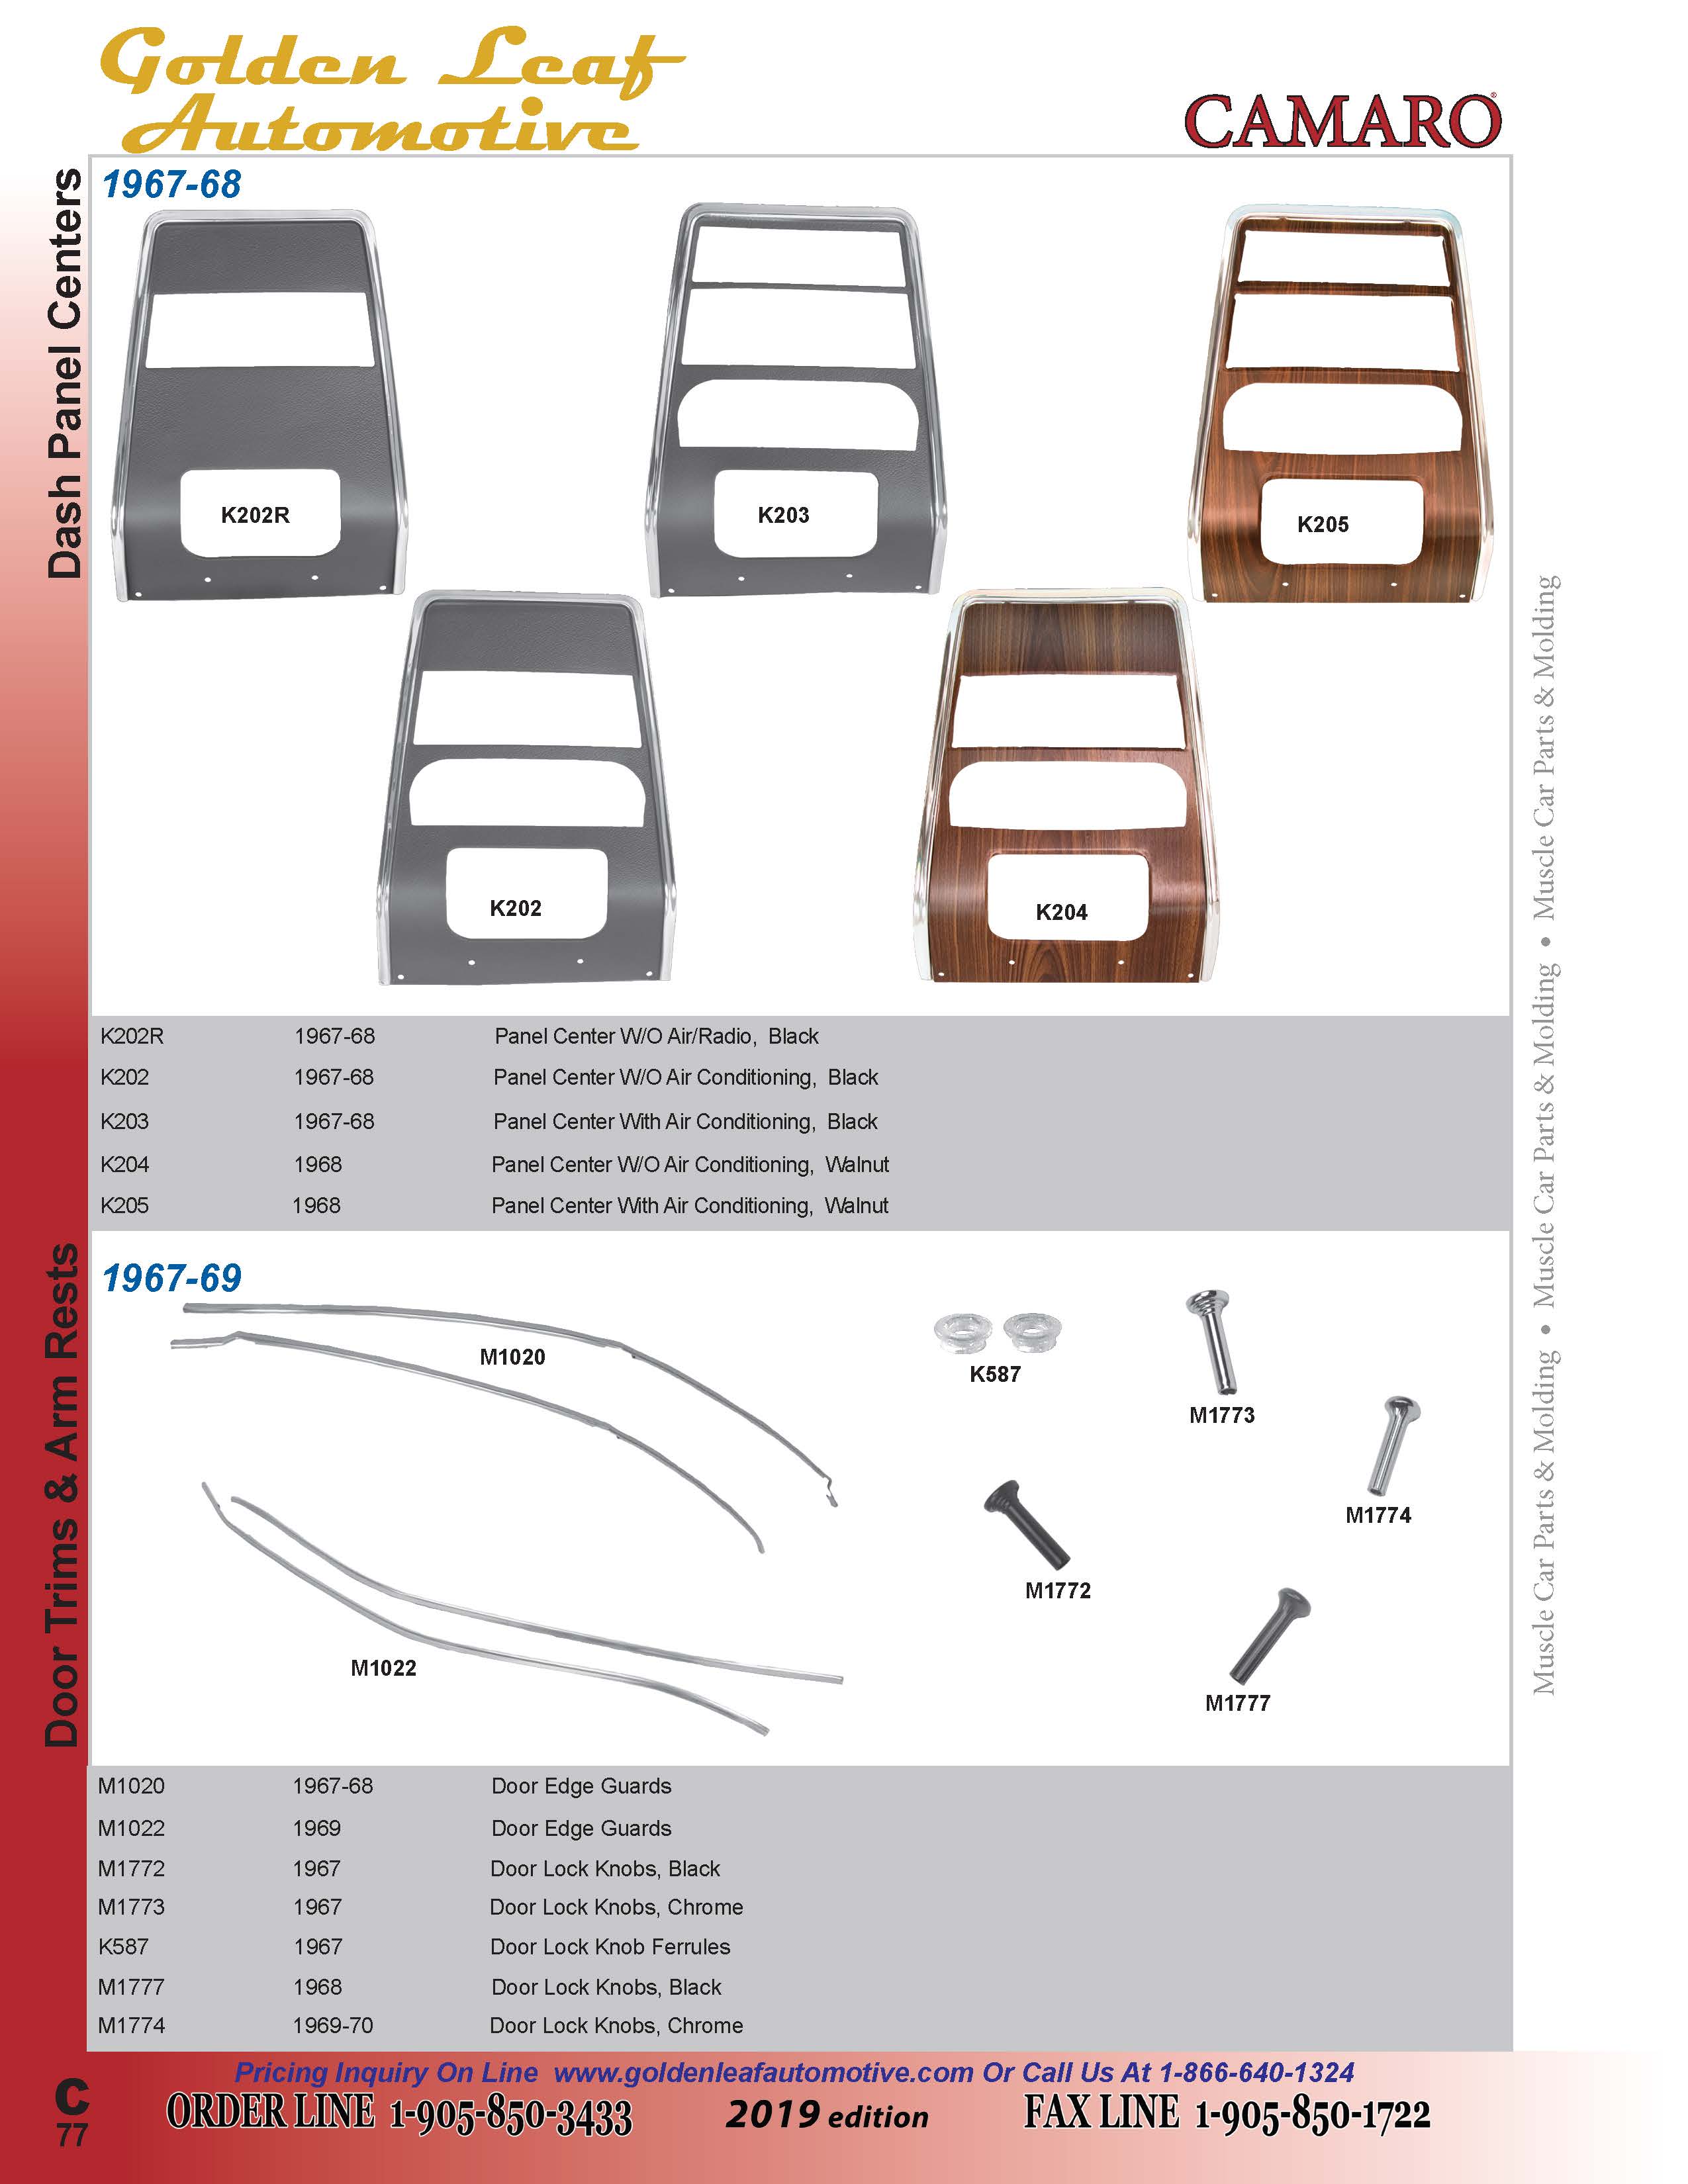 Golden Leaf
Automotive
CAMARO®
Dash Panel Centers
1967-68
K202R
K203
K205
K202
K204
K202R 1967-68 Panel Center W/O Air/Radio, Black
K202 1967-68 Panel Center W/O Air Conditioning, Black
K203 1967-68 Panel Center With Air Conditioning, Black
K204 1968 Panel Center W/O Air Conditioning, Walnut
K205 1968 Panel Center With Air Conditioning, Walnut
Door Trims & Arm Rests
1967-69
M1020
K587
M1773
M1774
M1772
M1022
M1777
M1020 1967-68 Door Edge Guards
M1022 1969 Door Edge Guards
M1772 1967 Door Lock Knobs, Black
M1773 1967 Door Lock Knobs, Chrome
K587 1967 Door Lock Knob Ferrules
M1777 1968 Door Lock Knobs, Black
M1774 1969-70 Door Lock Knobs, Chrome
Muscle Car Parts & Molding • Muscle Car Parts & Molding • Muscle Car Parts & Molding
Pricing Inquiry On Line www.goldenleafautomotive.com Or Call Us At 1-866-640-1324
C
77
ORDER LINE 1-905-850-3433 2019 edition FAX LINE 1-905-850-1722